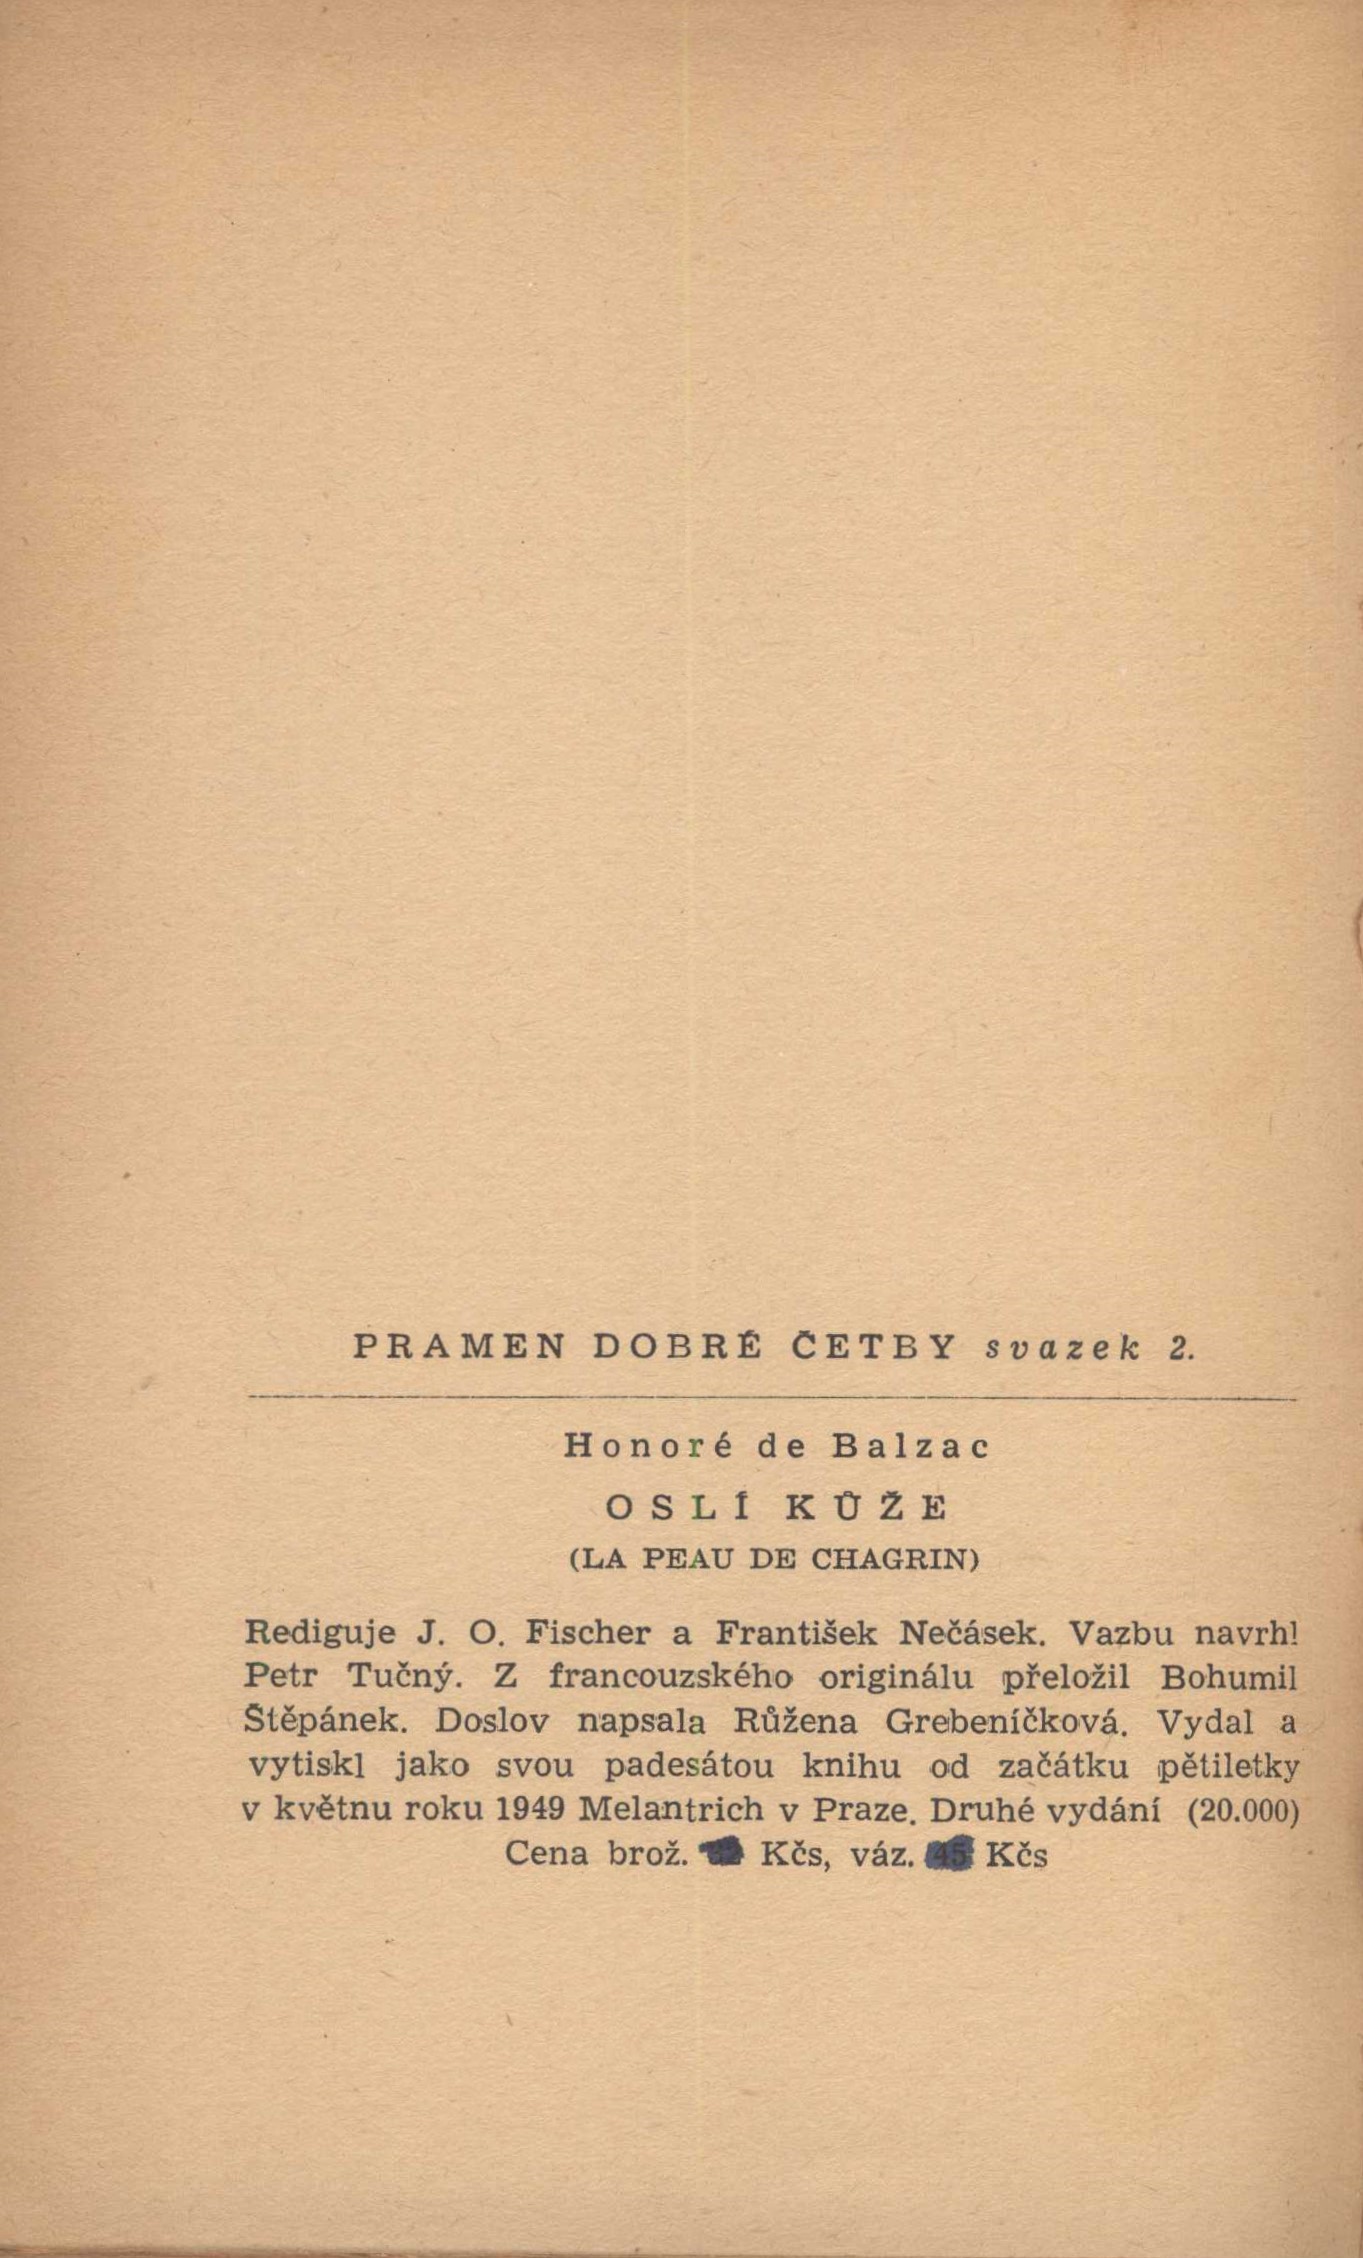 PRAMEN DOBRÉ ČETBY svazek 2.
Honoré de Balzac
OSLÍ KŮŽE
(LA PEAU DE CHAGRIN)
Rediguje J. O. Fischer a František Nečásek. Vazbu navrhl
Petr Tučný. Z francouzského originálu přeložil Bohumil
Štěpánek. Doslov napsala Růžena Grebeníčková. Vydal a
vytiskl jako svou padesátou knihu od začátku pětiletky
v květnu roku 1949 Melantrich v Praze. Druhé vydání (20.000)
Cena brož. Kčs, váz. Kčs